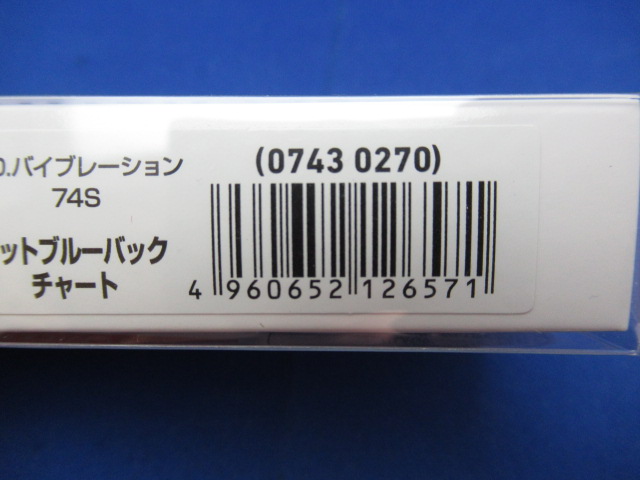 .バイブレーション
74S
ットブルーバック
チャート
(0743 0270)
4 960652 126571